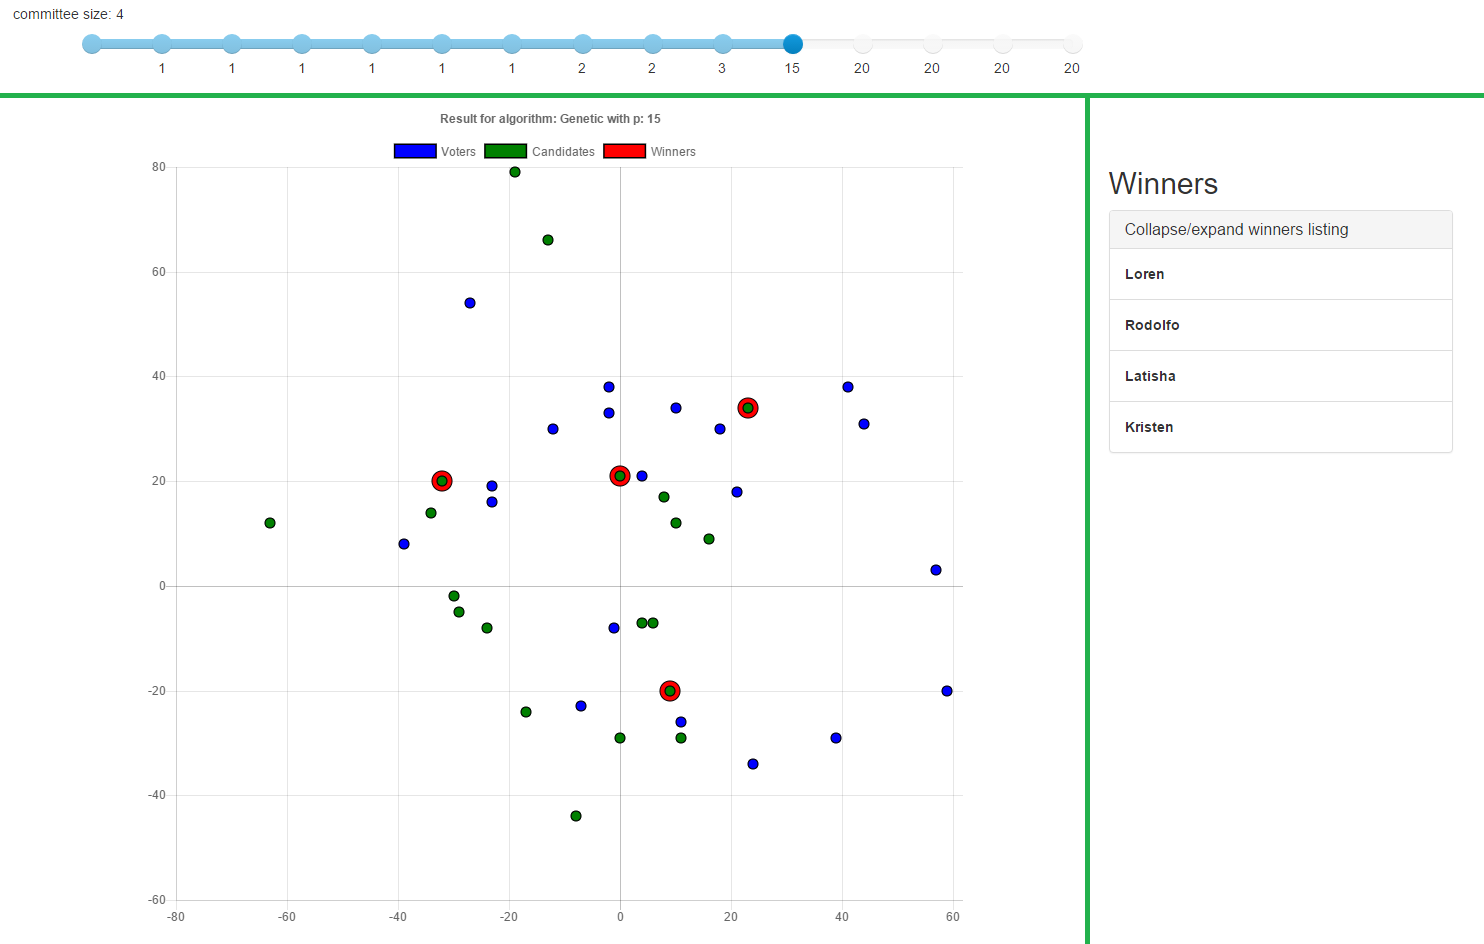 committee size: 4
1 1 1 1 1 1 2 2 3 15 20 20 20 20
Result for algorithm: Genetic with p: 15
Voters Candidates Winners
80
60
40
20
0
-20
-40
-60
-80 -60 -40 -20 0 20 40 60
Winners
Collapse/expand winners listing
Loren
Rodolfo
Latisha
Kristen